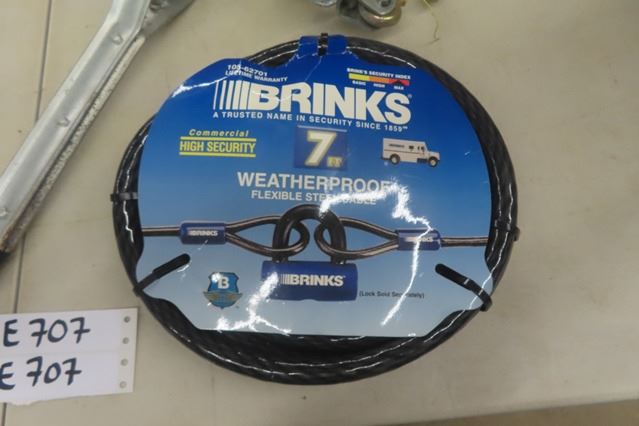 105-62701
LIFETIME WARRANTY
BRINK'S SECURITY INDEX
BASIC HIGH MAX
BRINKS
A TRUSTED NAME IN SECURITY SINCE 1859
Commercial
HIGH SECURITY
7 FT
WEATHERPROOF
FLEXIBLE STEEL CABLE
BRINKS
BRINKS
BRINKS
B
(Lock Sold Separately)
E 707
E 707